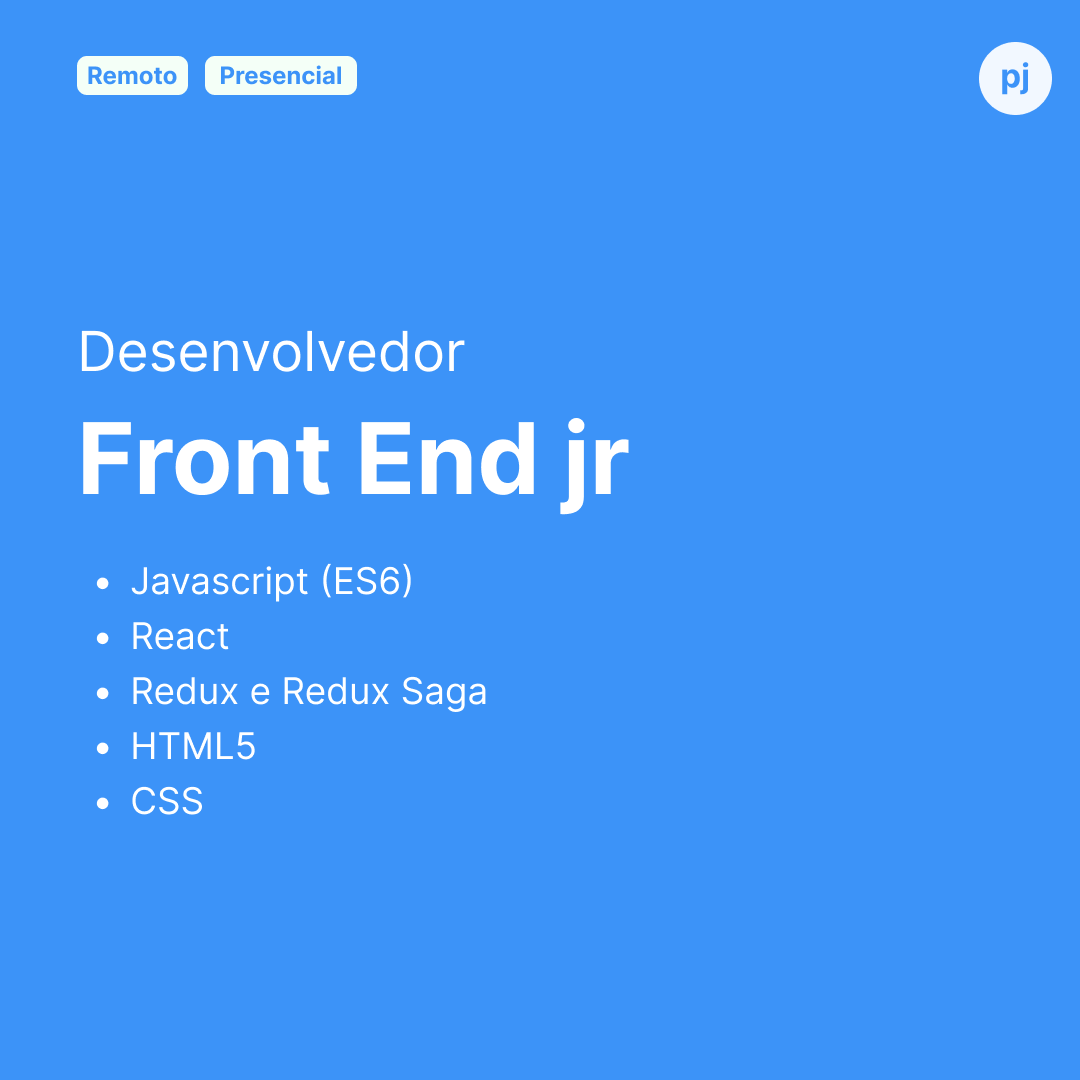 Remoto Presencial
pj
Desenvolvedor
Front End jr
• Javascript (ES6)
• React
• Redux e Redux Saga
• HTML5
• CSS